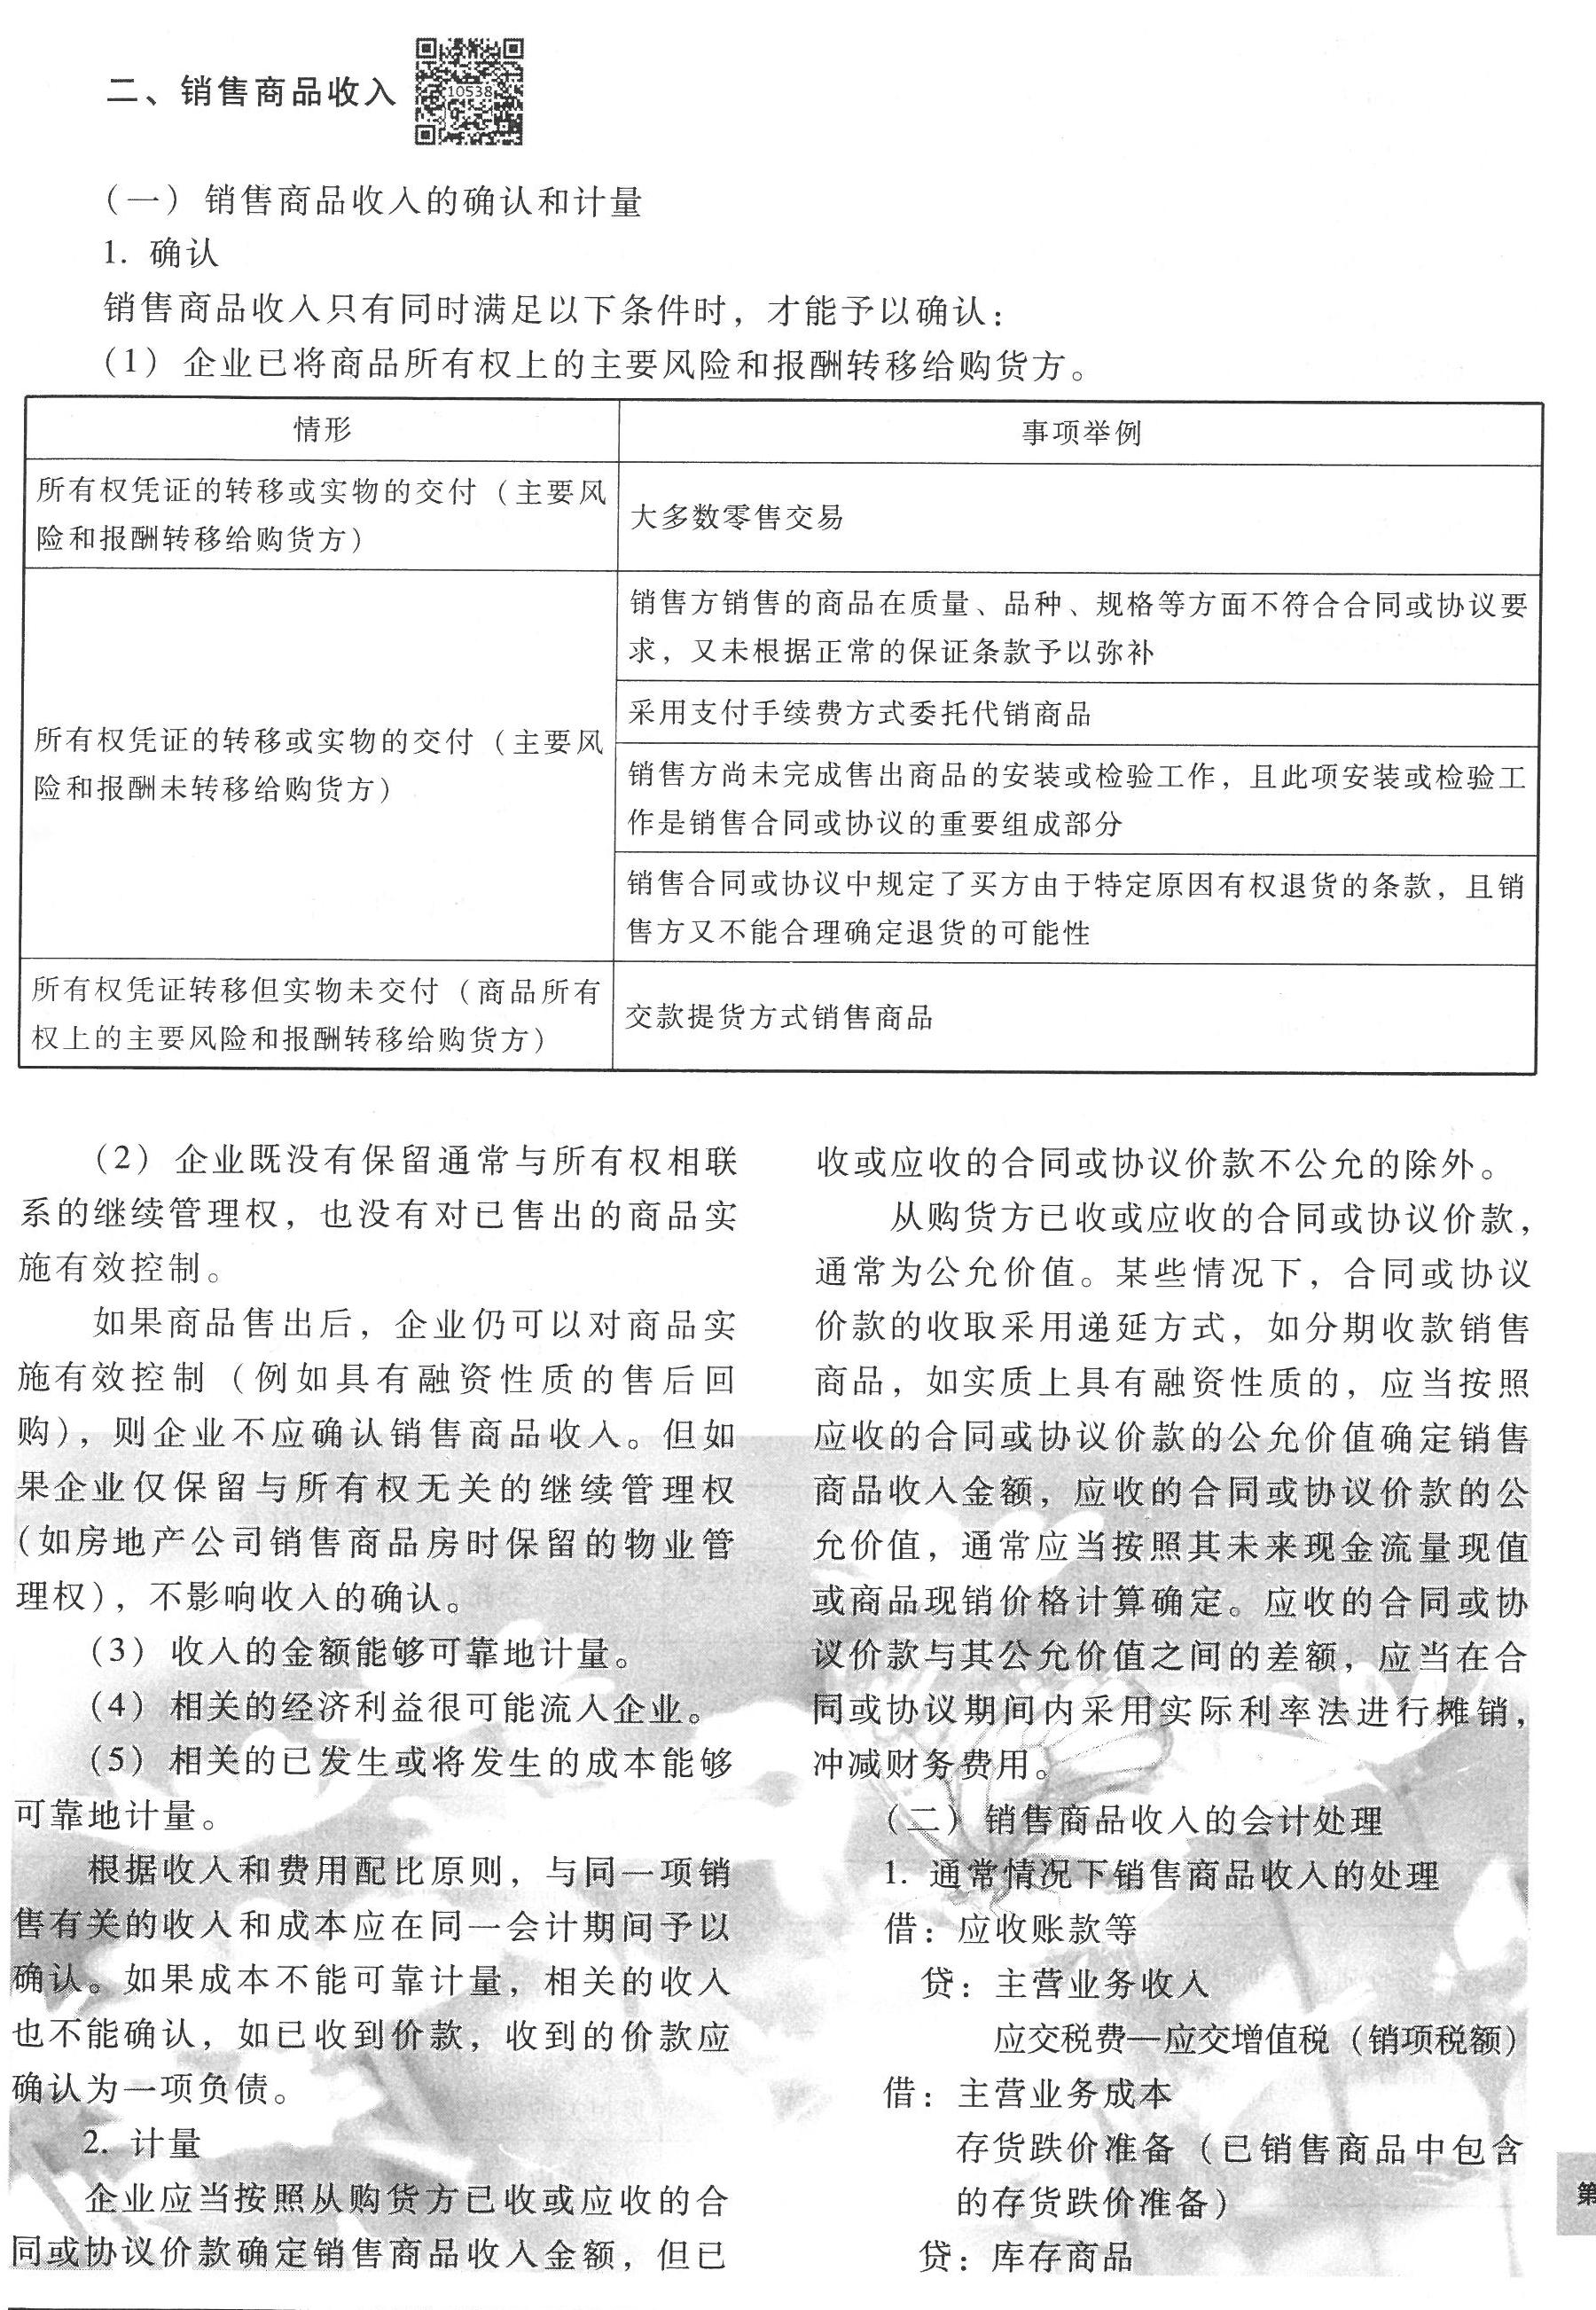 二、销售商品收入
10538
（一）销售商品收入的确认和计量
1. 确认
销售商品收入只有同时满足以下条件时，才能予以确认：
（1）企业已将商品所有权上的主要风险和报酬转移给购货方。
情形
事项举例
所有权凭证的转移或实物的交付（主要风
险和报酬转移给购货方）
大多数零售交易
所有权凭证的转移或实物的交付（主要风
险和报酬未转移给购货方）
销售方销售的商品在质量、品种、规格等方面不符合合同或协议要
求，又未根据正常的保证条款予以弥补
采用支付手续费方式委托代销商品
销售方尚未完成售出商品的安装或检验工作，且此项安装或检验工
作是销售合同或协议的重要组成部分
销售合同或协议中规定了买方由于特定原因有权退货的条款，且销
售方又不能合理确定退货的可能性
所有权凭证转移但实物未交付（商品所有
权上的主要风险和报酬转移给购货方）
交款提货方式销售商品
（2）企业既没有保留通常与所有权相联
系的继续管理权，也没有对已售出的商品实
施有效控制。
如果商品售出后，企业仍可以对商品实
施有效控制（例如具有融资性质的售后回
购），则企业不应确认销售商品收入。但如
果企业仅保留与所有权无关的继续管理权
（如房地产公司销售商品房时保留的物业管
理权），不影响收入的确认。
（3）收入的金额能够可靠地计量。
（4）相关的经济利益很可能流入企业。
（5）相关的已发生或将发生的成本能够
可靠地计量。
根据收入和费用配比原则，与同一项销
售有关的收入和成本应在同一会计期间予以
确认。如果成本不能可靠计量，相关的收入
也不能确认，如已收到价款，收到的价款应
确认为一项负债。
2. 计量
企业应当按照从购货方已收或应收的合
同或协议价款确定销售商品收入金额，但已
收或应收的合同或协议价款不公允的除外。
从购货方已收或应收的合同或协议价款，
通常为公允价值。某些情况下，合同或协议
价款的收取采用递延方式，如分期收款销售
商品，如实质上具有融资性质的，应当按照
应收的合同或协议价款的公允价值确定销售
商品收入金额，应收的合同或协议价款的公
允价值，通常应当按照其未来现金流量现值
或商品现销价格计算确定。应收的合同或协
议价款与其公允价值之间的差额，应当在合
同或协议期间内采用实际利率法进行摊销，
冲减财务费用。
（二）销售商品收入的会计处理
1. 通常情况下销售商品收入的处理
借：应收账款等
贷：主营业务收入
应交税费—应交增值税（销项税额）
借：主营业务成本
存货跌价准备（已销售商品中包含
的存货跌价准备）
贷：库存商品
第